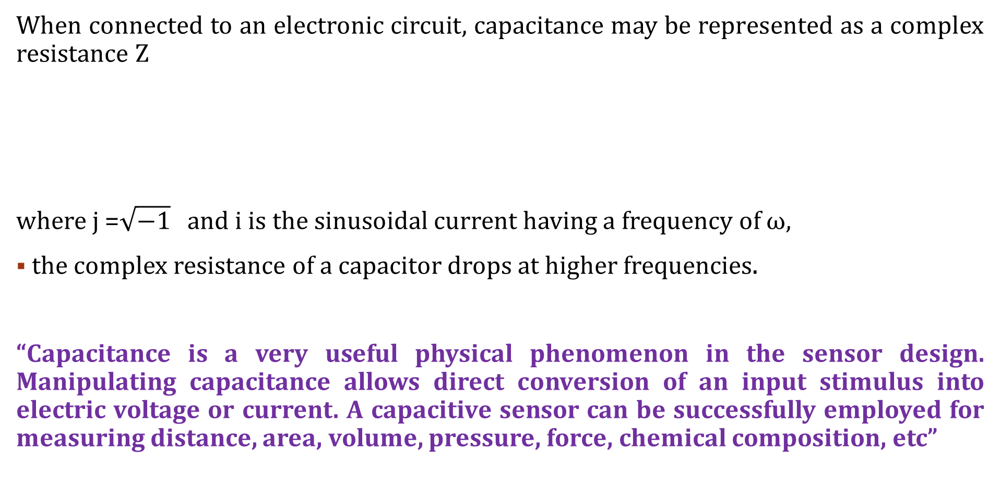 When connected to an electronic circuit, capacitance may be represented as a complex
resistance Z
where j =√−1 and i is the sinusoidal current having a frequency of ω,
▪ the complex resistance of a capacitor drops at higher frequencies.
“Capacitance is a very useful physical phenomenon in the sensor design.
Manipulating capacitance allows direct conversion of an input stimulus into
electric voltage or current. A capacitive sensor can be successfully employed for
measuring distance, area, volume, pressure, force, chemical composition, etc”